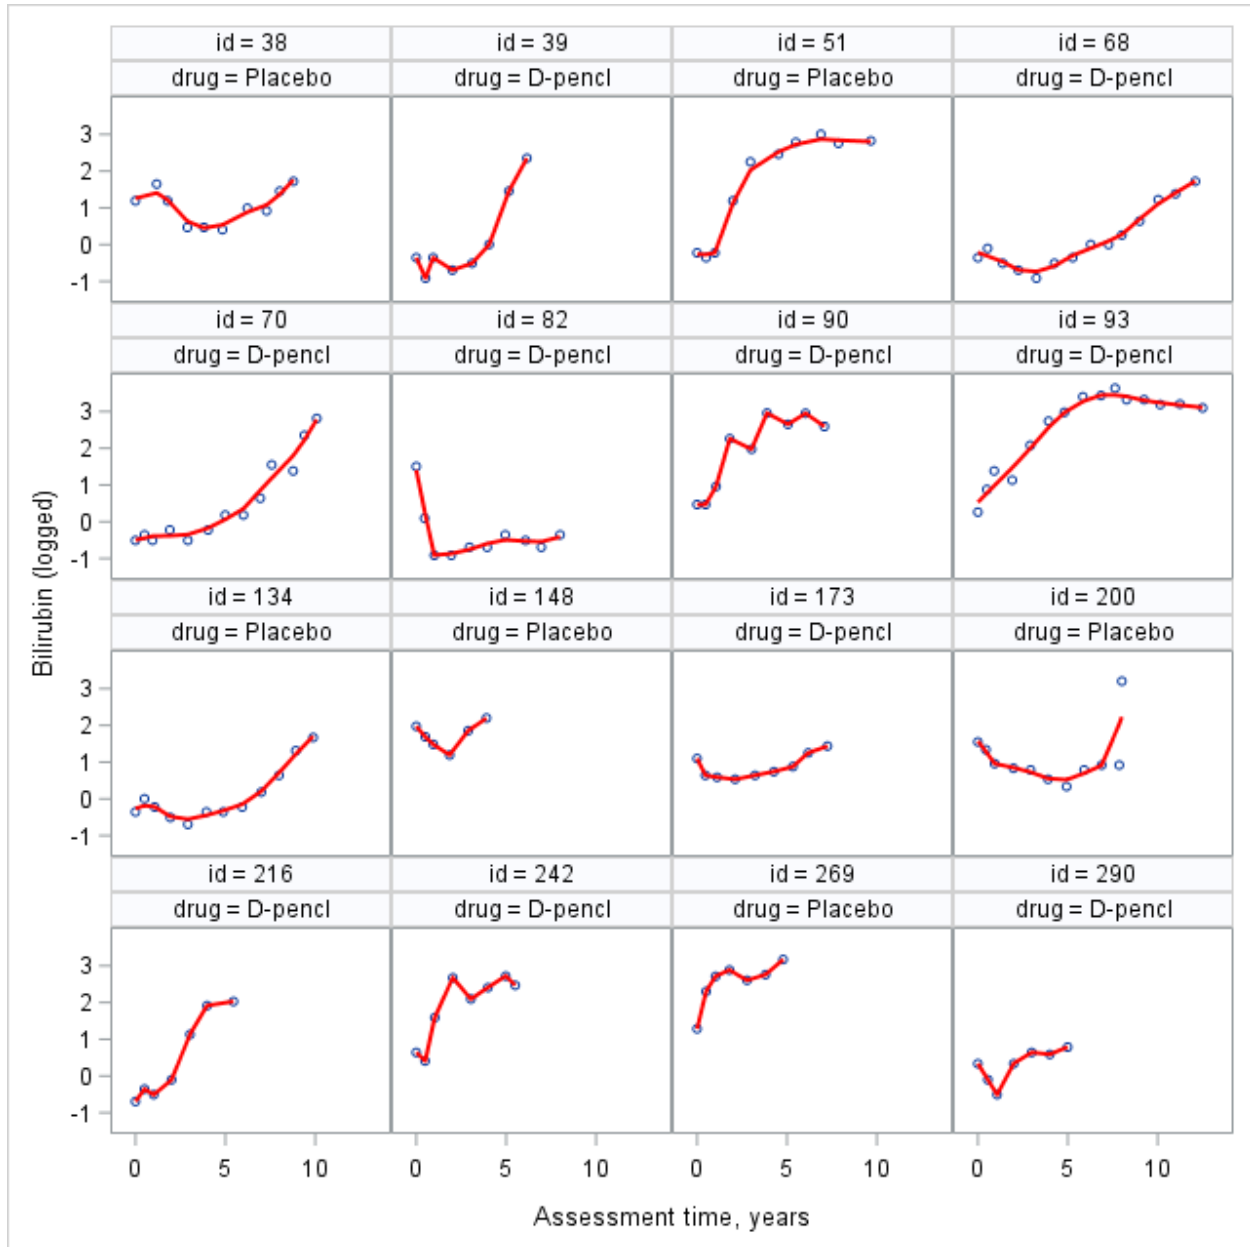 id = 38 id = 39 id = 51 id = 68
drug = Placebo drug = D-pencl drug = Placebo drug = D-pencl
3
2
1
0
-1
id = 70 id = 82 id = 90 id = 93
drug = D-pencl drug = D-pencl drug = D-pencl drug = D-pencl
3
2
1
0
-1
Bilirubin (logged)
id = 134 id = 148 id = 173 id = 200
drug = Placebo drug = Placebo drug = D-pencl drug = Placebo
3
2
1
0
-1
id = 216 id = 242 id = 269 id = 290
drug = D-pencl drug = D-pencl drug = Placebo drug = D-pencl
3
2
1
0
-1
0 5 10 0 5 10 0 5 10 0 5 10
Assessment time, years